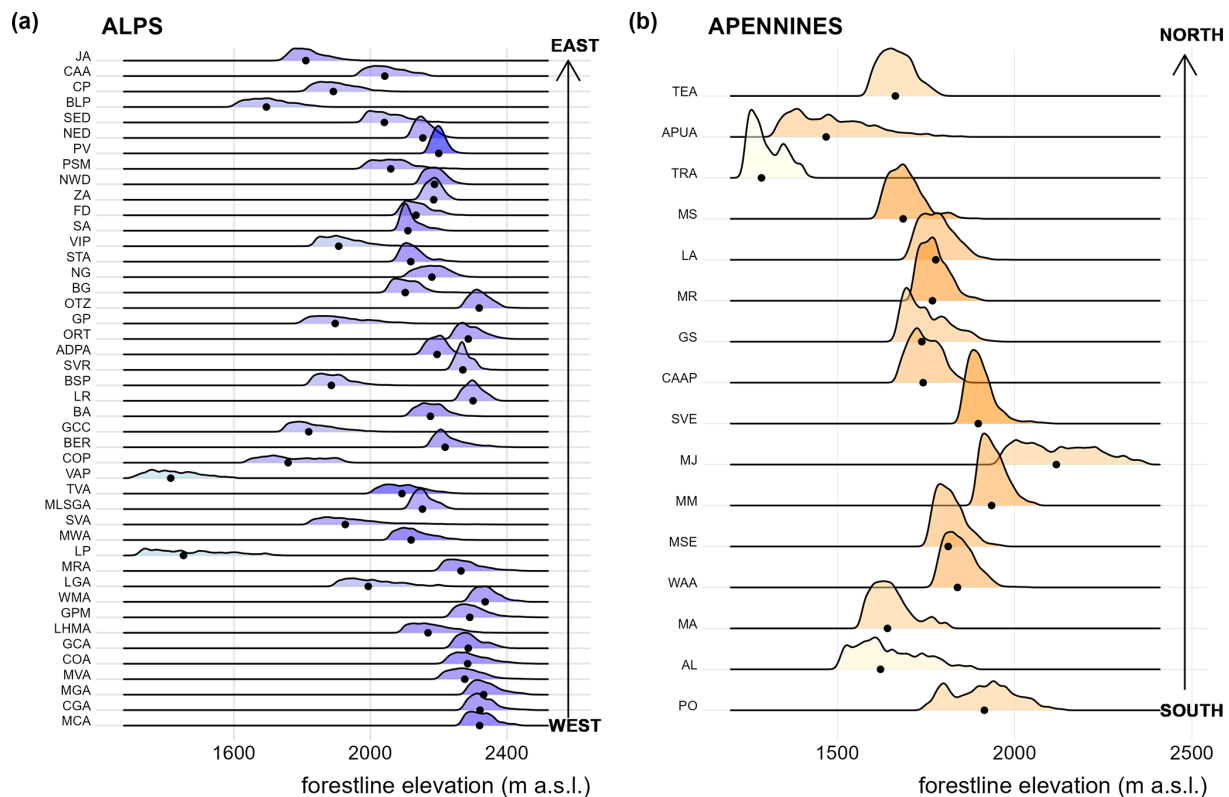 (a)
ALPS
EAST
JA
CAA
CP
BLP
SED
NED
PV
PSM
NWD
ZA
FD
SA
VIP
STA
NG
BG
OTZ
GP
ORT
ADPA
SVR
BSP
LR
BA
GCC
BER
COP
VAP
TVA
MLSGA
SVA
MWA
LP
MRA
LGA
WMA
GPM
LHMA
GCA
COA
MVA
MGA
CGA
MCA
WEST
1600 2000 2400
forestline elevation (m a.s.l.)
(b)
APENNINES
NORTH
TEA
APUA
TRA
MS
LA
MR
GS
CAAP
SVE
MJ
MM
MSE
WAA
MA
AL
PO
SOUTH
1500 2000 2500
forestline elevation (m a.s.l.)